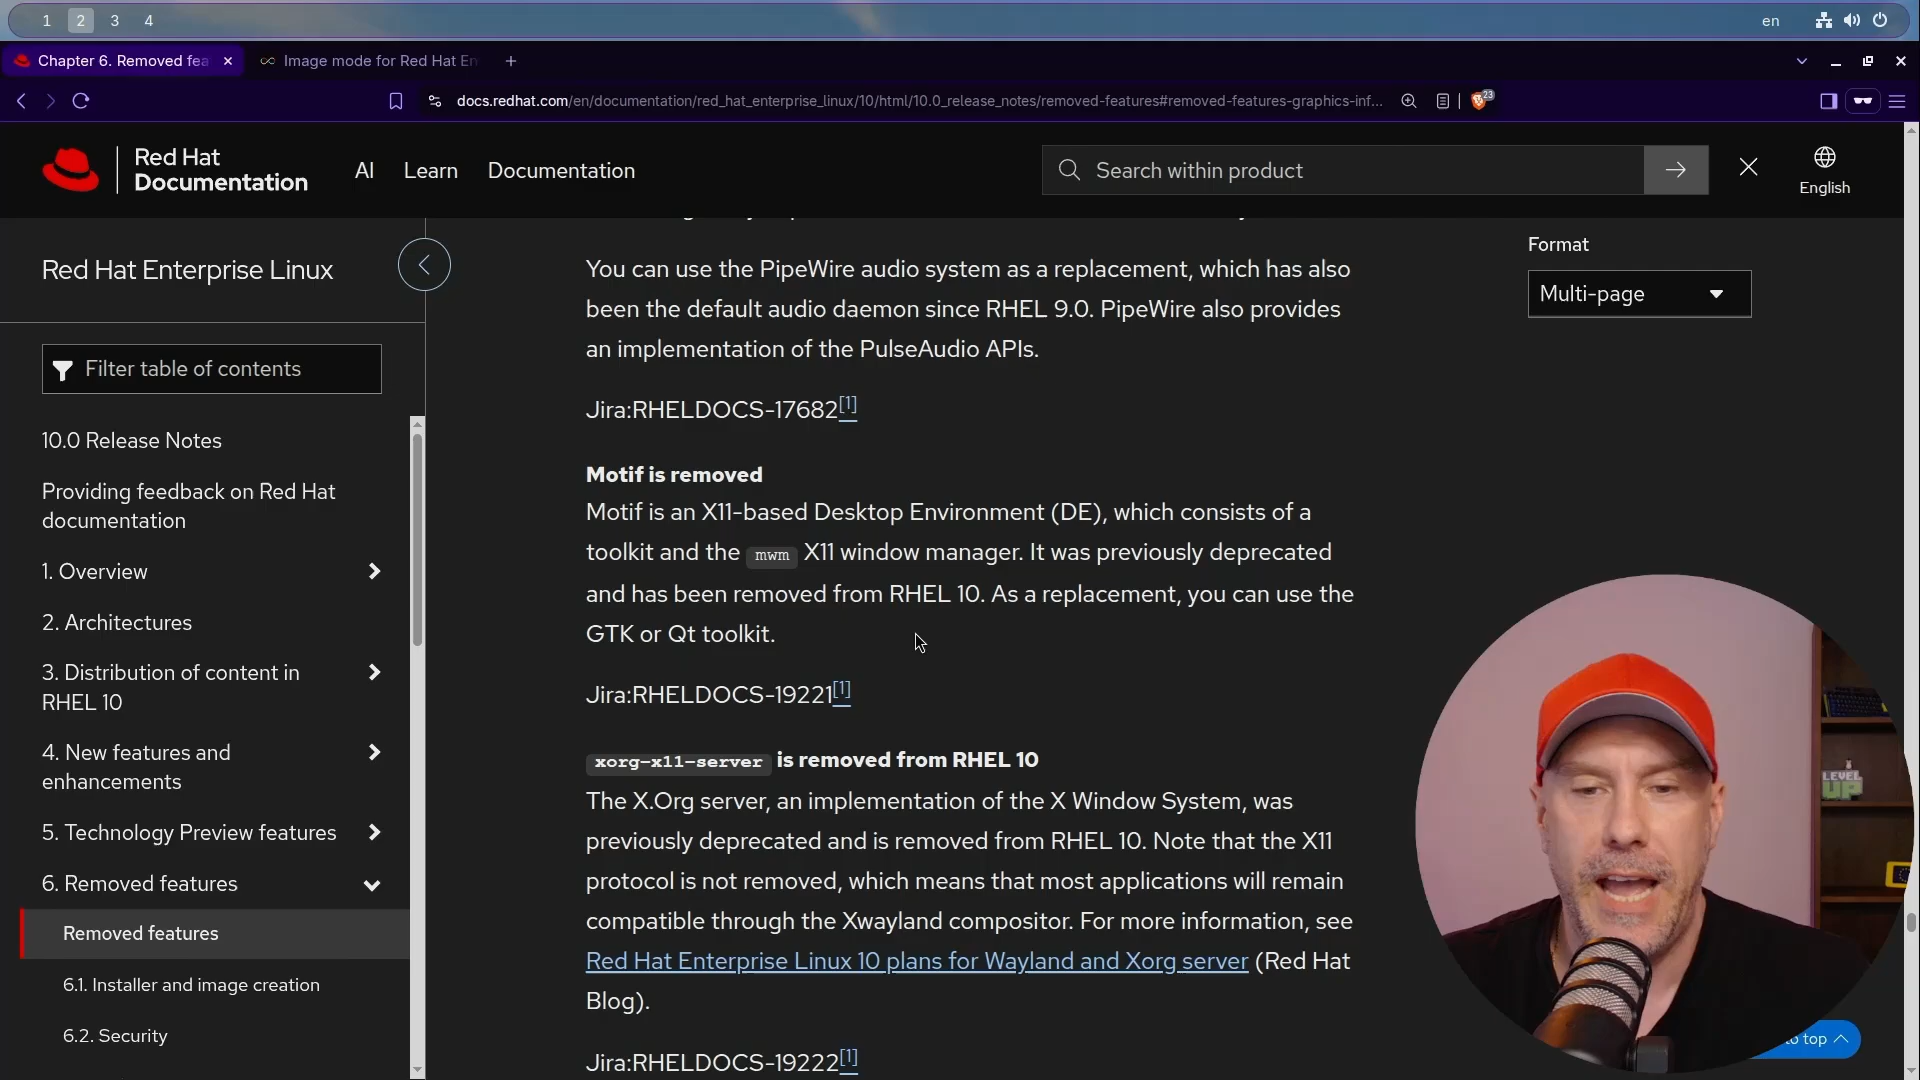 1 2 3 4 en
Chapter 6. Removed fea
Image mode for Red Hat En
docs.redhat.com/en/documentation/red_hat_enterprise_linux/10/html/10.0_release_notes/removed-features#removed-features-graphics-inf...
23
Red Hat
Documentation
AI Learn Documentation
Search within product
English
Red Hat Enterprise Linux
Filter table of contents
10.0 Release Notes
Providing feedback on Red Hat
documentation
1. Overview
2. Architectures
3. Distribution of content in
RHEL 10
4. New features and
enhancements
5. Technology Preview features
6. Removed features
Removed features
6.1. Installer and image creation
6.2. Security
You can use the PipeWire audio system as a replacement, which has also
been the default audio daemon since RHEL 9.0. PipeWire also provides
an implementation of the PulseAudio APIs.
Jira:RHELDOCS-17682[1]
Motif is removed
Motif is an X11-based Desktop Environment (DE), which consists of a
toolkit and the mwm X11 window manager. It was previously deprecated
and has been removed from RHEL 10. As a replacement, you can use the
GTK or Qt toolkit.
Jira:RHELDOCS-19221[1]
xorg-x11-server is removed from RHEL 10
The X.Org server, an implementation of the X Window System, was
previously deprecated and is removed from RHEL 10. Note that the X11
protocol is not removed, which means that most applications will remain
compatible through the Xwayland compositor. For more information, see
Red Hat Enterprise Linux 10 plans for Wayland and Xorg server (Red Hat
Blog).
Jira:RHELDOCS-19222[1]
Format
Multi-page
LEVEL
UP
to top